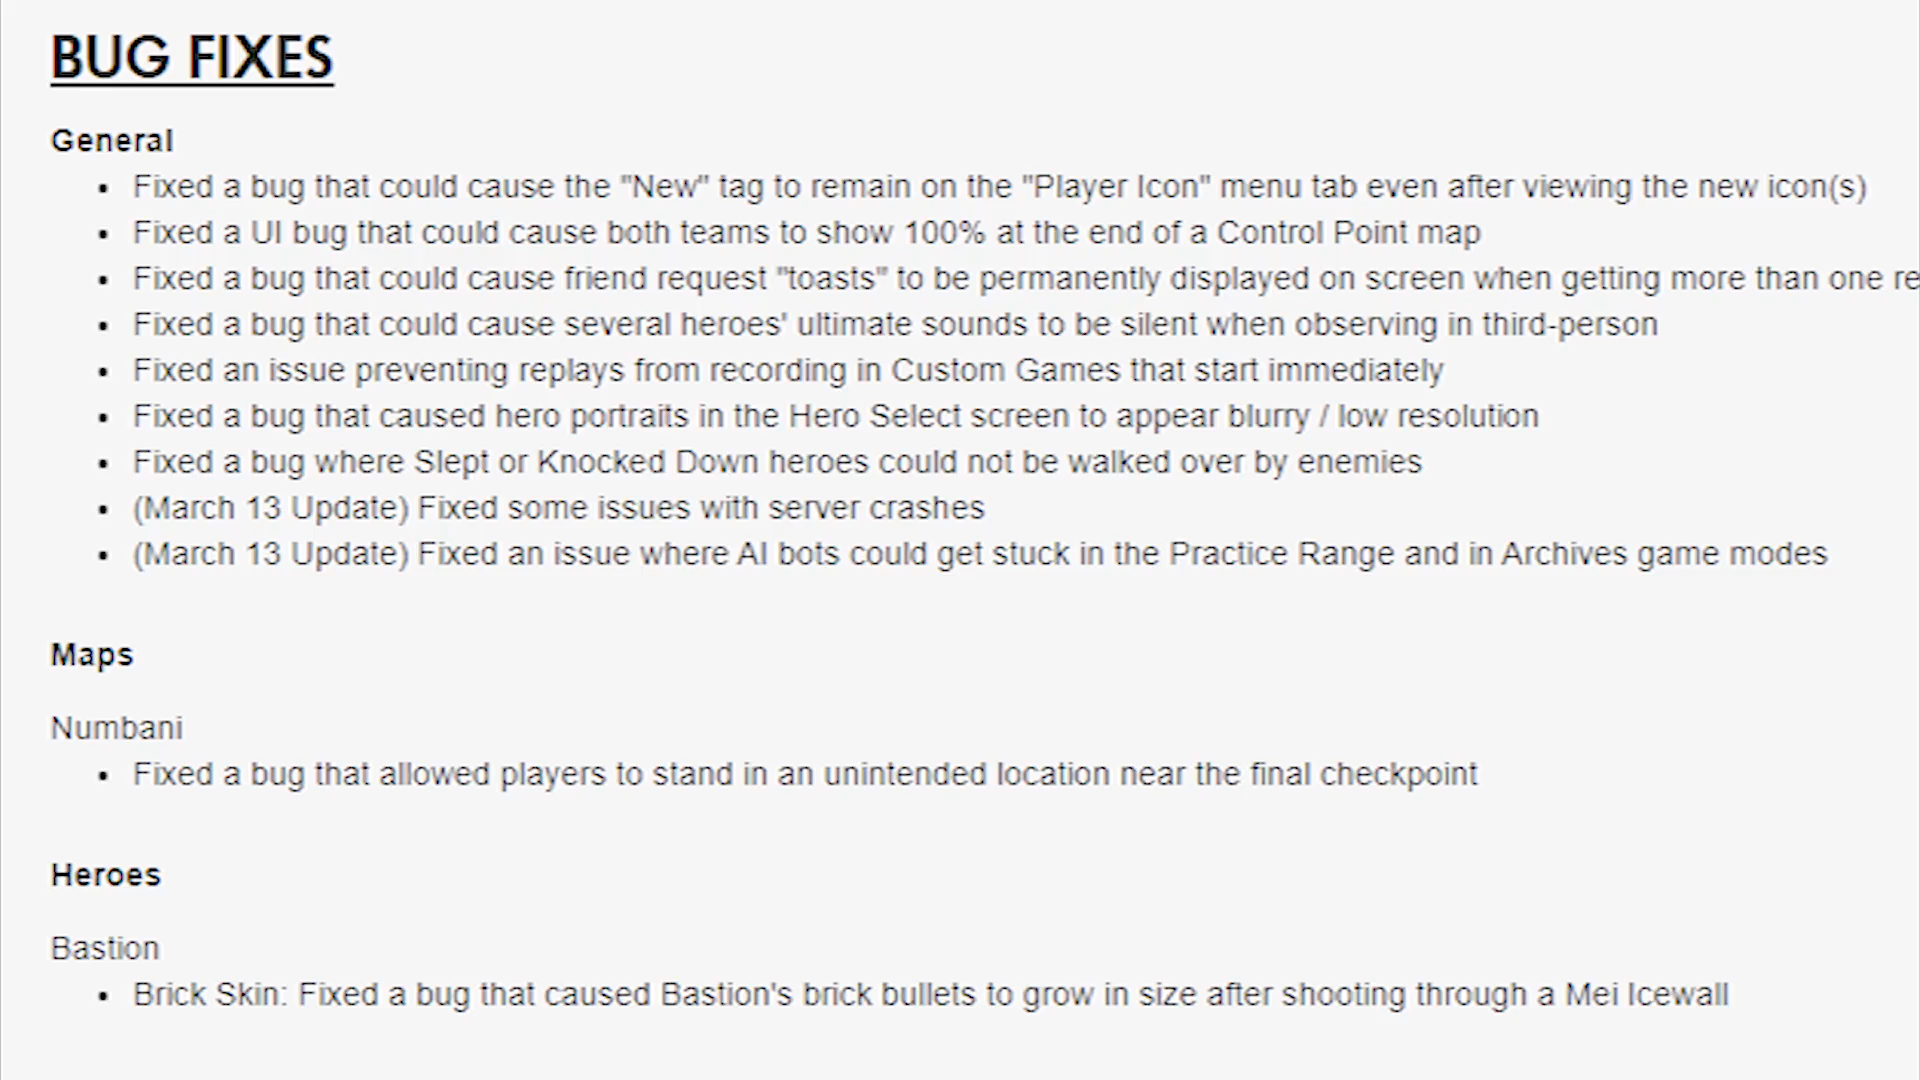 BUG FIXES
General
• Fixed a bug that could cause the "New" tag to remain on the "Player Icon" menu tab even after viewing the new icon(s)
• Fixed a UI bug that could cause both teams to show 100% at the end of a Control Point map
• Fixed a bug that could cause friend request "toasts" to be permanently displayed on screen when getting more than one
• Fixed a bug that could cause several heroes' ultimate sounds to be silent when observing in third-person
• Fixed an issue preventing replays from recording in Custom Games that start immediately
• Fixed a bug that caused hero portraits in the Hero Select screen to appear blurry / low resolution
• Fixed a bug where Slept or Knocked Down heroes could not be walked over by enemies
• (March 13 Update) Fixed some issues with server crashes
• (March 13 Update) Fixed an issue where AI bots could get stuck in the Practice Range and in Archives game modes
Maps
Numbani
• Fixed a bug that allowed players to stand in an unintended location near the final checkpoint
Heroes
Bastion
• Brick Skin: Fixed a bug that caused Bastion's brick bullets to grow in size after shooting through a Mei Icewall